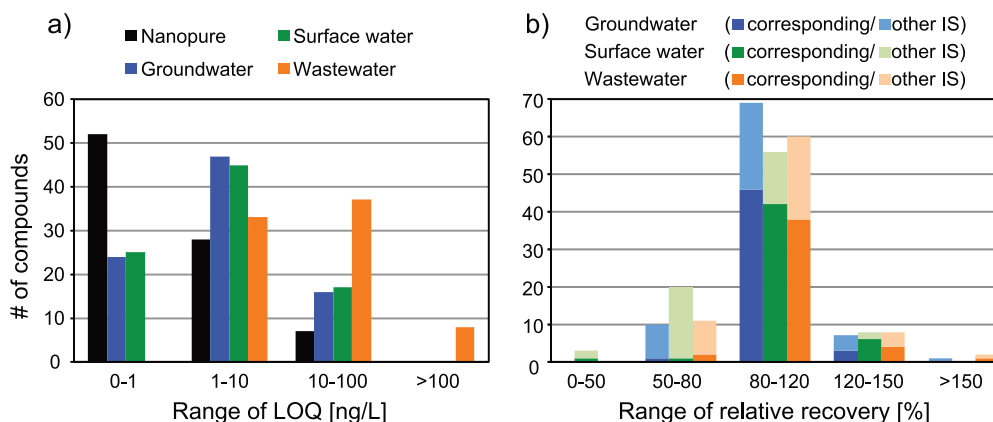 a)
Nanopure
Surface water
Groundwater
Wastewater
60
50
40
30
20
10
0
# of compounds
0-1 1-10 10-100 >100
Range of LOQ [ng/L]
b)
Groundwater (corresponding/ other IS)
Surface water (corresponding/ other IS)
Wastewater (corresponding/ other IS)
70
60
50
40
30
20
10
0
0-50 50-80 80-120 120-150 >150
Range of relative recovery [%]